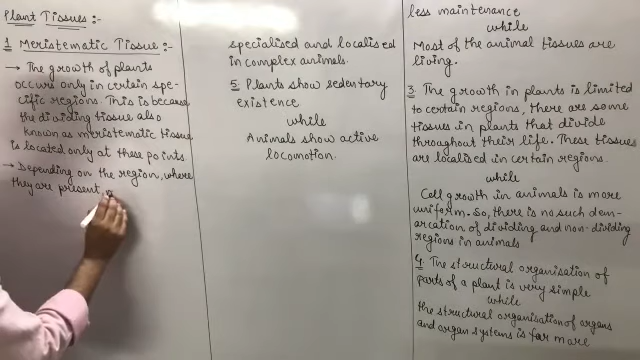 Plant Tissues :-
1 Meristematic Tissue :-
→ The growth of plants
occurs only in certain spe-
cific regions. This is because
the dividing tissue also
known as meristematic tissue
is located only at these points
→ Depending on the region, where
they are present,
specialised and localised
in complex animals.
5 Plants show sedentary
existence
while
Animals show active
locomotion.
less maintenance
while
Most of the animal tissues are
living.
3. The growth in plants is limited
to certain regions, there are some
tissues in plants that divide
throughout their life. These tissues
are localised in certain regions.
while
Cell growth in animals is more
uniform. So, there is no such dem-
arcation of dividing and non-dividing
regions in animals
4. The structural organisation of
parts of a plant is very simple
while
the structural organisation of organs
and organ systems is far more